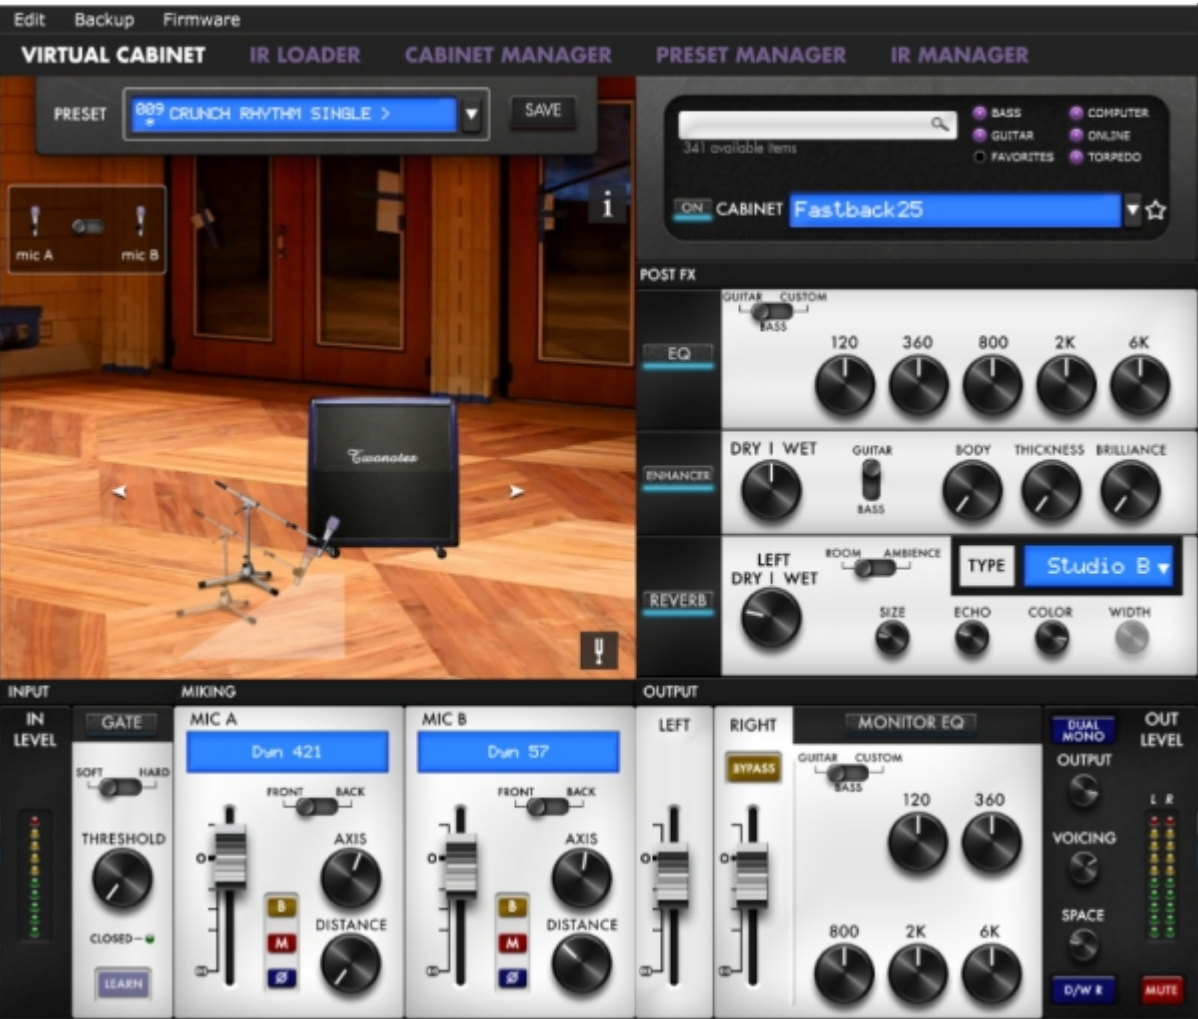 Edit Backup Firmware
VIRTUAL CABINET IR LOADER CABINET MANAGER PRESET MANAGER IR MANAGER
PRESET 009 CRUNCH RHYTHM SINGLE > SAVE
*
mic A mic B
i
Twonotes
341 available items
BASS COMPUTER
GUITAR ONLINE
FAVORITES TORPEDO
ON CABINET Fastback25
POST FX
EQ
GUITAR CUSTOM
BASS
120 360 800 2K 6K
ENHANCER
DRY | WET
GUITAR
BASS
BODY THICKNESS BRILLIANCE
REVERB
LEFT
DRY | WET
ROOM AMBIENCE
TYPE Studio B
SIZE ECHO COLOR WIDTH
INPUT
IN
LEVEL
GATE
SOFT HARD
THRESHOLD
CLOSED
LEARN
MIKING
MIC A
Dyn 421
FRONT BACK
0
AXIS
B
M
Ø
DISTANCE
∞
MIC B
Dyn 57
FRONT BACK
0
AXIS
B
M
Ø
DISTANCE
∞
OUTPUT
LEFT
0
∞
RIGHT
BYPASS
0
∞
MONITOR EQ
GUITAR CUSTOM
BASS
120 360
800 2K 6K
DUAL
MONO
OUTPUT
VOICING
SPACE
D/W R
OUT
LEVEL
L R
MUTE